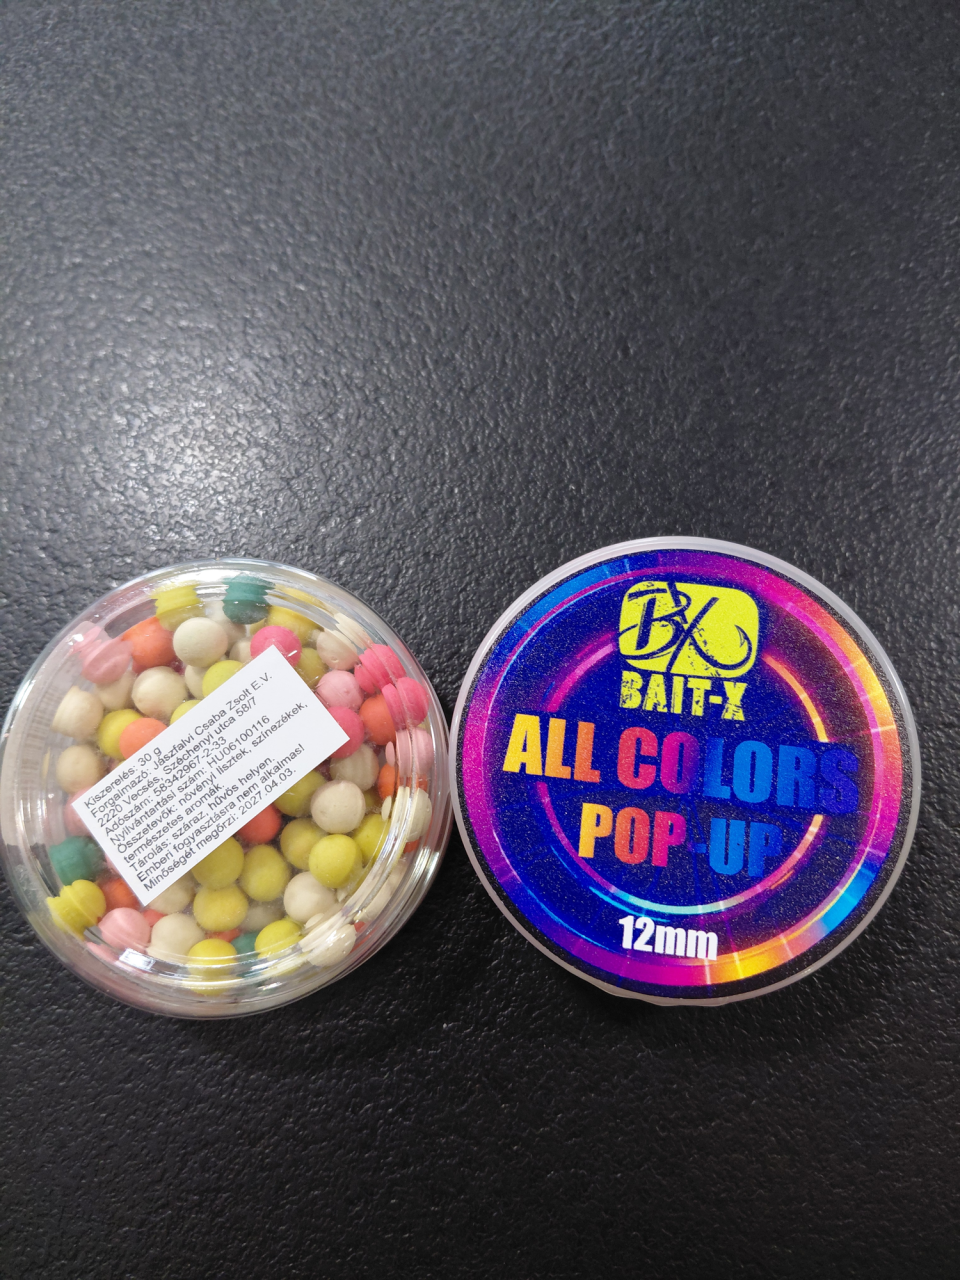 Kiszerelés: 30 g
Forgalmazó: Jászfalvi Csaba Zsolt E.V.
2220 Vecsés, Széchenyi utca 58/7
Adószám: 58342967-2-33
Nyilvántartási szám: HU06100116
Összetevők: növényi lisztek, színezékek,
természetes aromák.
Tárolás: száraz, hűvös helyen.
Emberi fogyasztásra nem alkalmas!
Minőségét megőrzi: 2027.04.03.
BX
BAIT-X
ALL COLORS
POP-UP
12mm